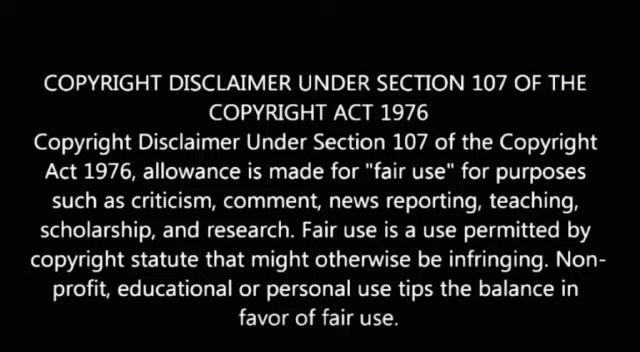 COPYRIGHT DISCLAIMER UNDER SECTION 107 OF THE
COPYRIGHT ACT 1976
Copyright Disclaimer Under Section 107 of the Copyright
Act 1976, allowance is made for "fair use" for purposes
such as criticism, comment, news reporting, teaching,
scholarship, and research. Fair use is a use permitted by
copyright statute that might otherwise be infringing. Non-
profit, educational or personal use tips the balance in
favor of fair use.